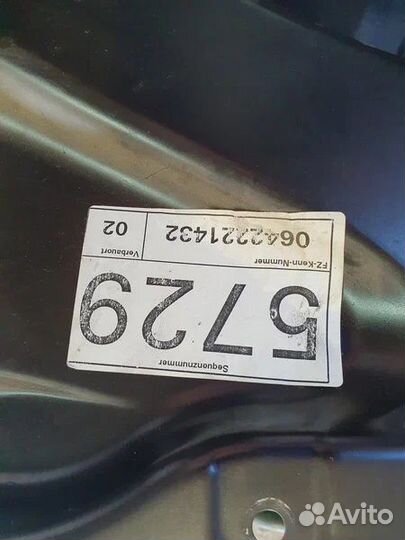 Sequenznummer
5729
FZ-Kenn-Nummer Verbauort
0642221432 02
Avito